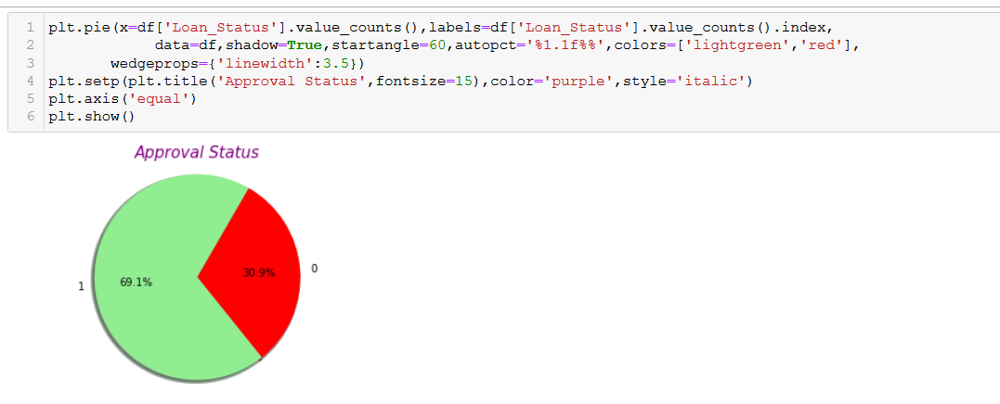 1 plt.pie(x=df['Loan_Status'].value_counts(),labels=df['Loan_Status'].value_counts().index,
2 data=df,shadow=True,startangle=60,autopct='%1.1f%%',colors=['lightgreen','red'],
3 wedgeprops={'linewidth':3.5})
4 plt.setp(plt.title('Approval Status',fontsize=15),color='purple',style='italic')
5 plt.axis('equal')
6 plt.show()
Approval Status
30.9%
0
69.1%
1